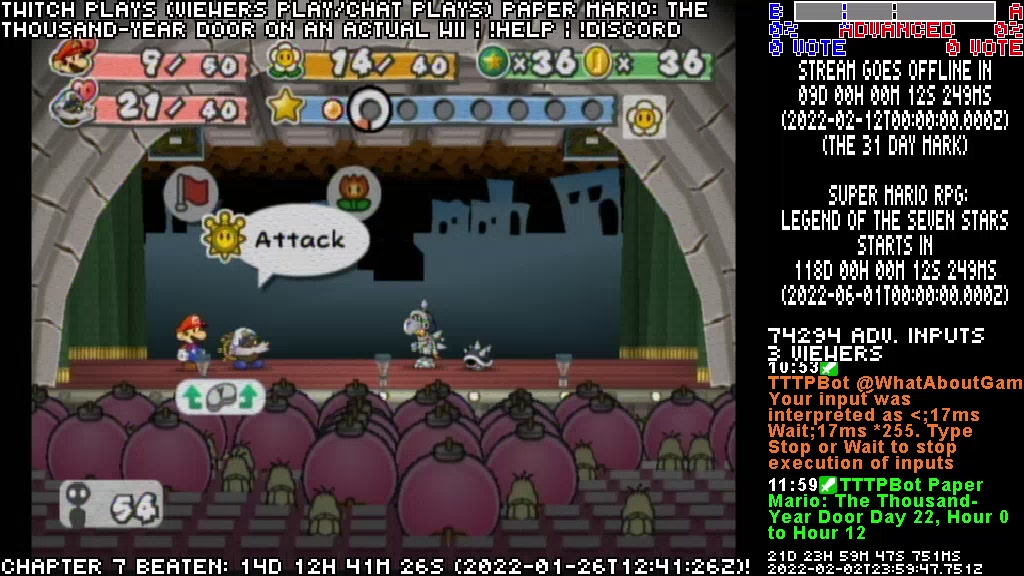 TWITCH PLAYS (VIEWERS PLAY/CHAT PLAYS) PAPER MARIO: THE
THOUSAND-YEAR DOOR ON AN ACTUAL WII ¦ !HELP ¦ !DISCORD
9/50
14/40
×36
× 36
21/40
Attack
54
CHAPTER 7 BEATEN: 14D 12H 41M 26S (2022-01-26T12:41:26Z)!
B A
0% ADVANCED 0%
0 VOTE 0 VOTE
STREAM GOES OFFLINE IN
09D 00H 00M 12S 249MS
(2022-02-12T00:00:00.000Z)
(THE 31 DAY MARK)
SUPER MARIO RPG:
LEGEND OF THE SEVEN STARS
STARTS IN
118D 00H 00M 12S 249MS
(2022-06-01T00:00:00.000Z)
74294 ADV. INPUTS
3 VIEWERS
10:53
TTTPBot @WhatAboutGam
Your input was
interpreted as <;17ms
Wait;17ms *255. Type
Stop or Wait to stop
execution of inputs
11:59 TTTPBot Paper
Mario: The Thousand-
Year Door Day 22, Hour 0
to Hour 12
21D 23H 59M 47S 751MS
2022-02-02T23:59:47.751Z